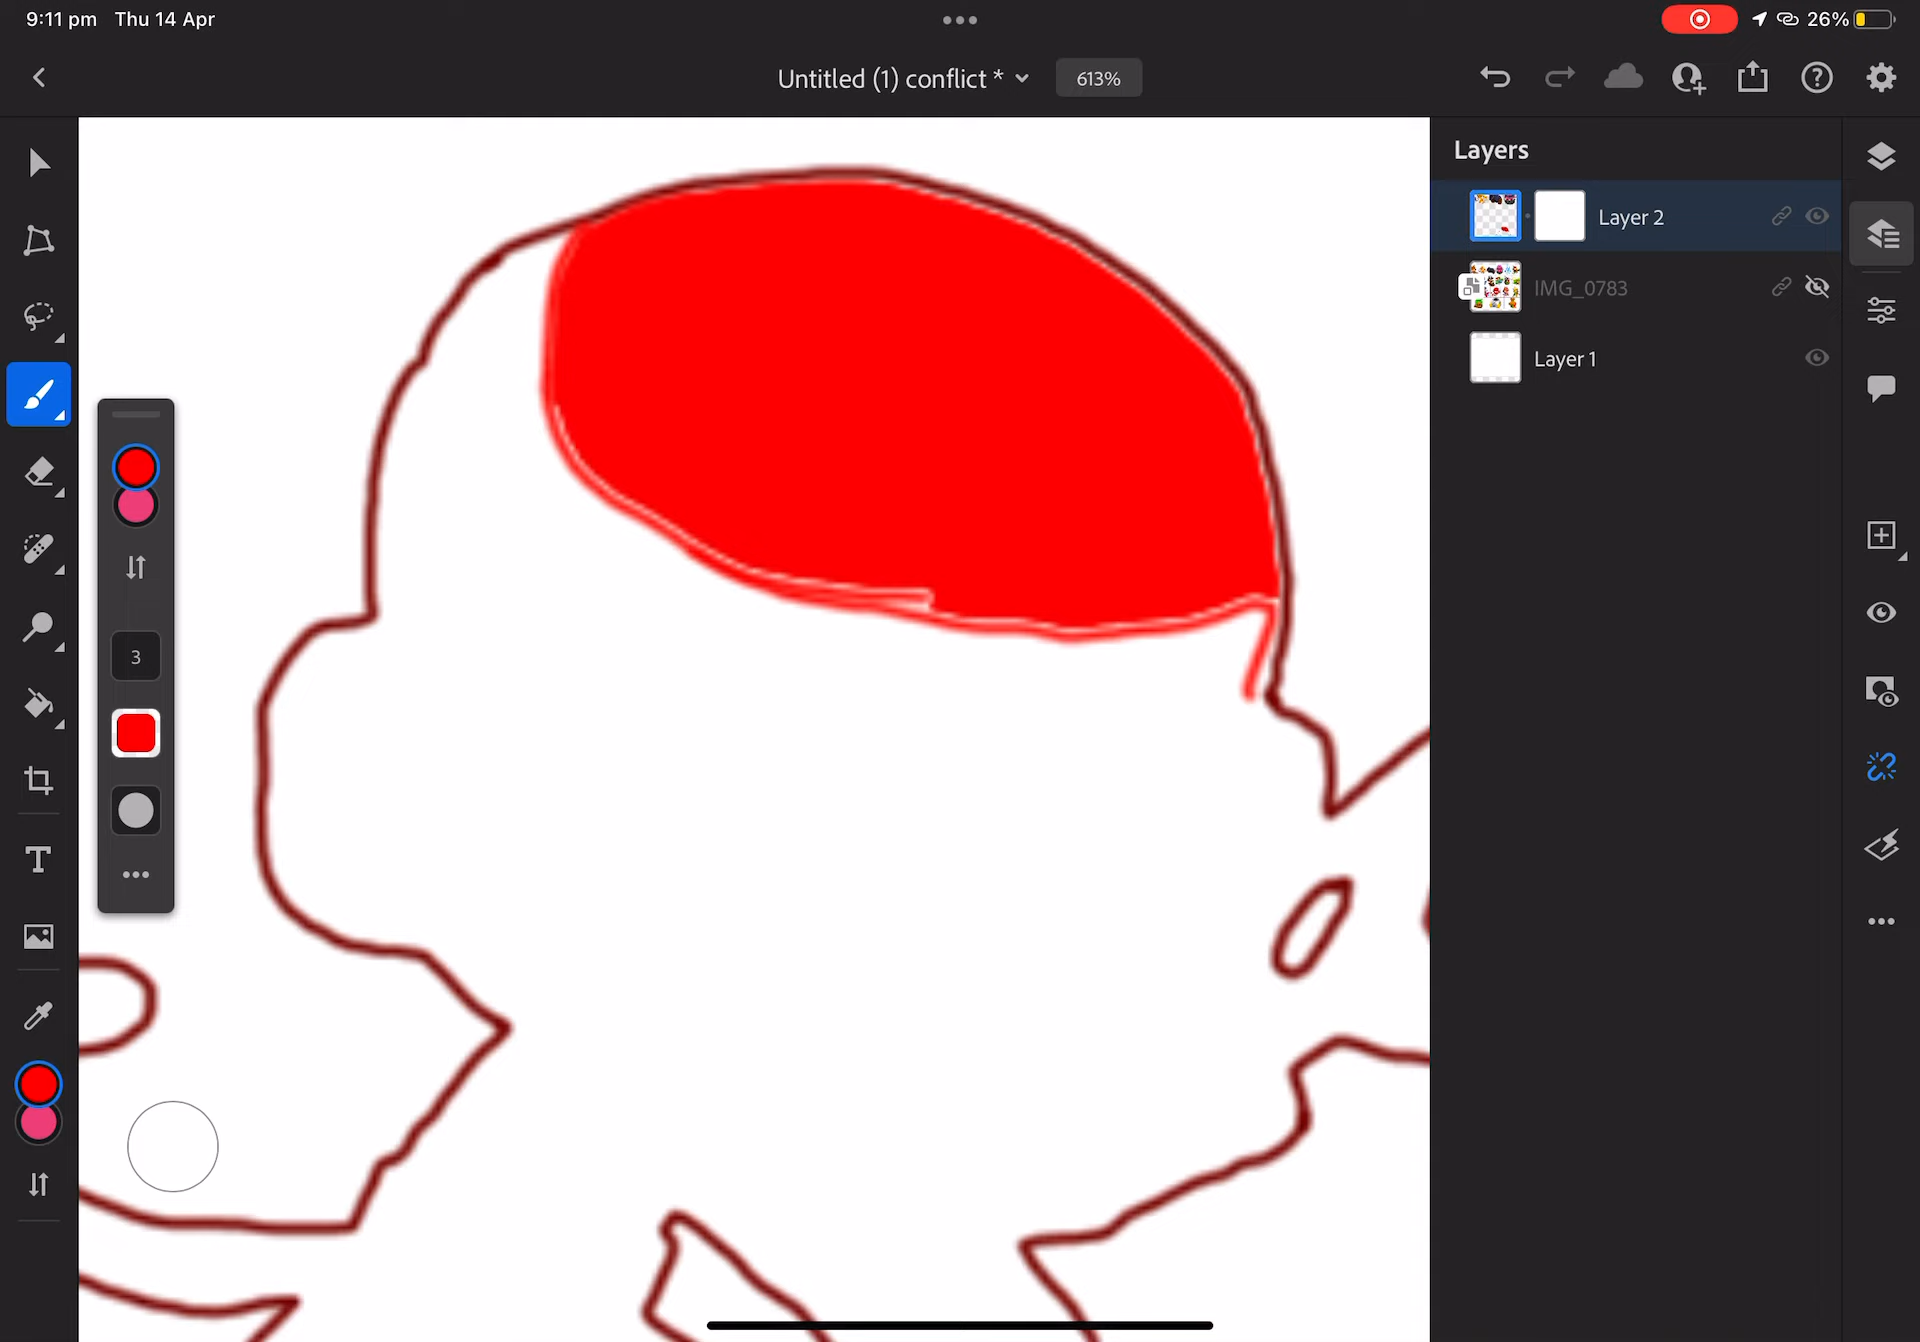 9:11 pm Thu 14 Apr
26%
Untitled (1) conflict *
613%
Layers
Layer 2
IMG_0783
Layer 1
3
T